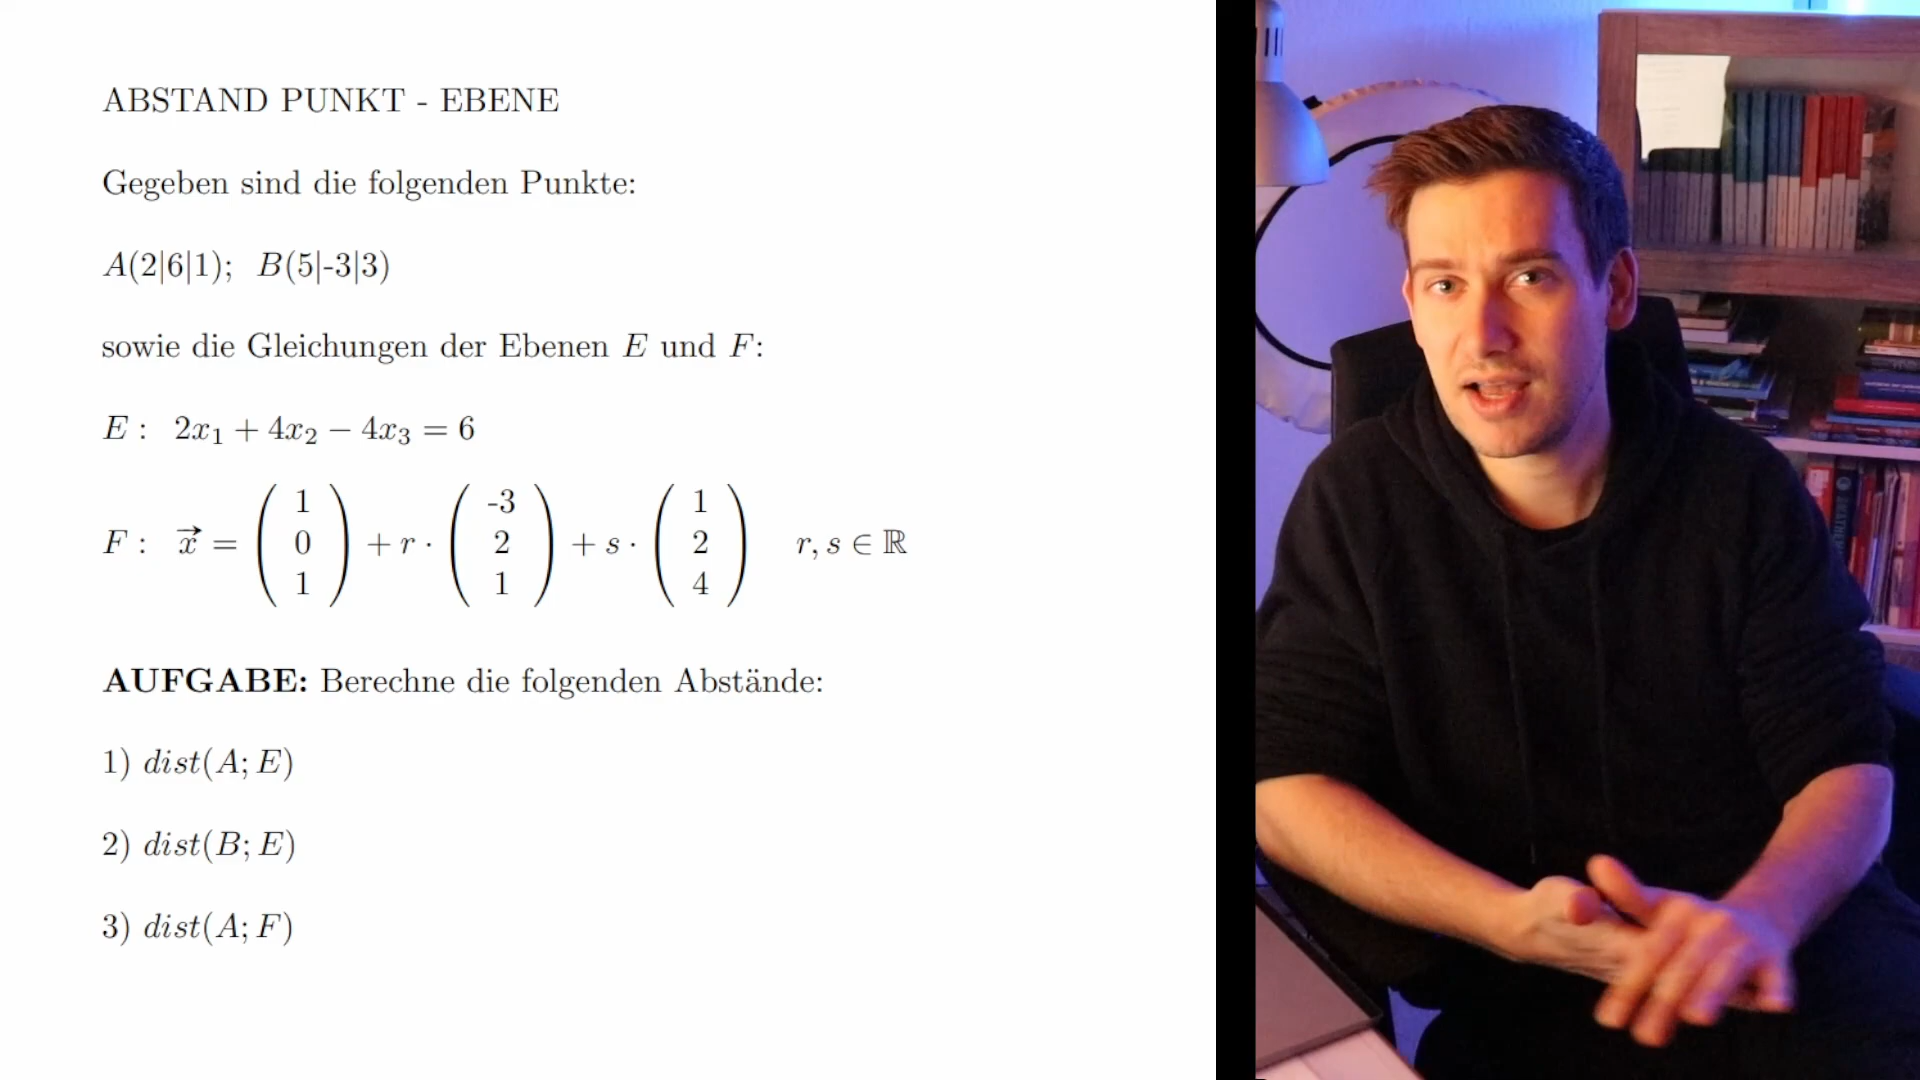 ABSTAND PUNKT - EBENE
Gegeben sind die folgenden Punkte:
A(2|6|1); B(5|-3|3)
sowie die Gleichungen der Ebenen E und F:
E : 2x₁ + 4x₂ − 4x₃ = 6
F : x⃗ = (1 0 1) + r · (-3 2 1) + s · (1 2 4) r, s ∈ ℝ
AUFGABE: Berechne die folgenden Abstände:
1) dist(A; E)
2) dist(B; E)
3) dist(A; F)